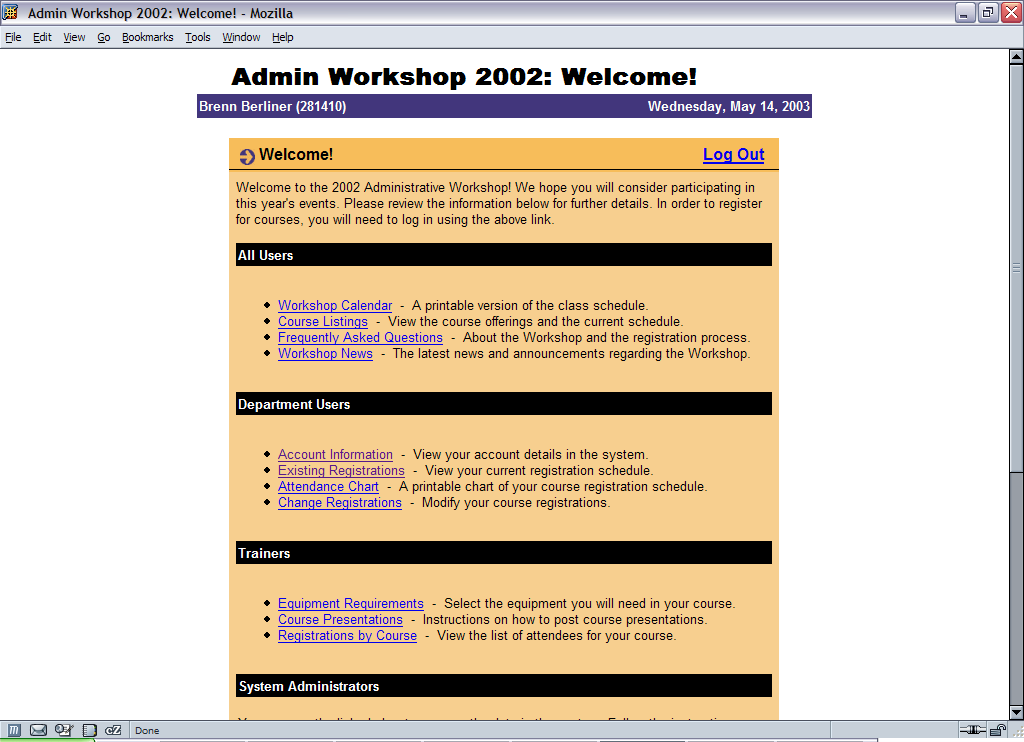 Admin Workshop 2002: Welcome! - Mozilla
File Edit View Go Bookmarks Tools Window Help
Admin Workshop 2002: Welcome!
Brenn Berliner (281410) Wednesday, May 14, 2003
Welcome! Log Out
Welcome to the 2002 Administrative Workshop! We hope you will consider participating in
this year's events. Please review the information below for further details. In order to register
for courses, you will need to log in using the above link.
All Users
Workshop Calendar - A printable version of the class schedule.
Course Listings - View the course offerings and the current schedule.
Frequently Asked Questions - About the Workshop and the registration process.
Workshop News - The latest news and announcements regarding the Workshop.
Department Users
Account Information - View your account details in the system.
Existing Registrations - View your current registration schedule.
Attendance Chart - A printable chart of your course registration schedule.
Change Registrations - Modify your course registrations.
Trainers
Equipment Requirements - Select the equipment you will need in your course.
Course Presentations - Instructions on how to post course presentations.
Registrations by Course - View the list of attendees for your course.
System Administrators
cZ Done